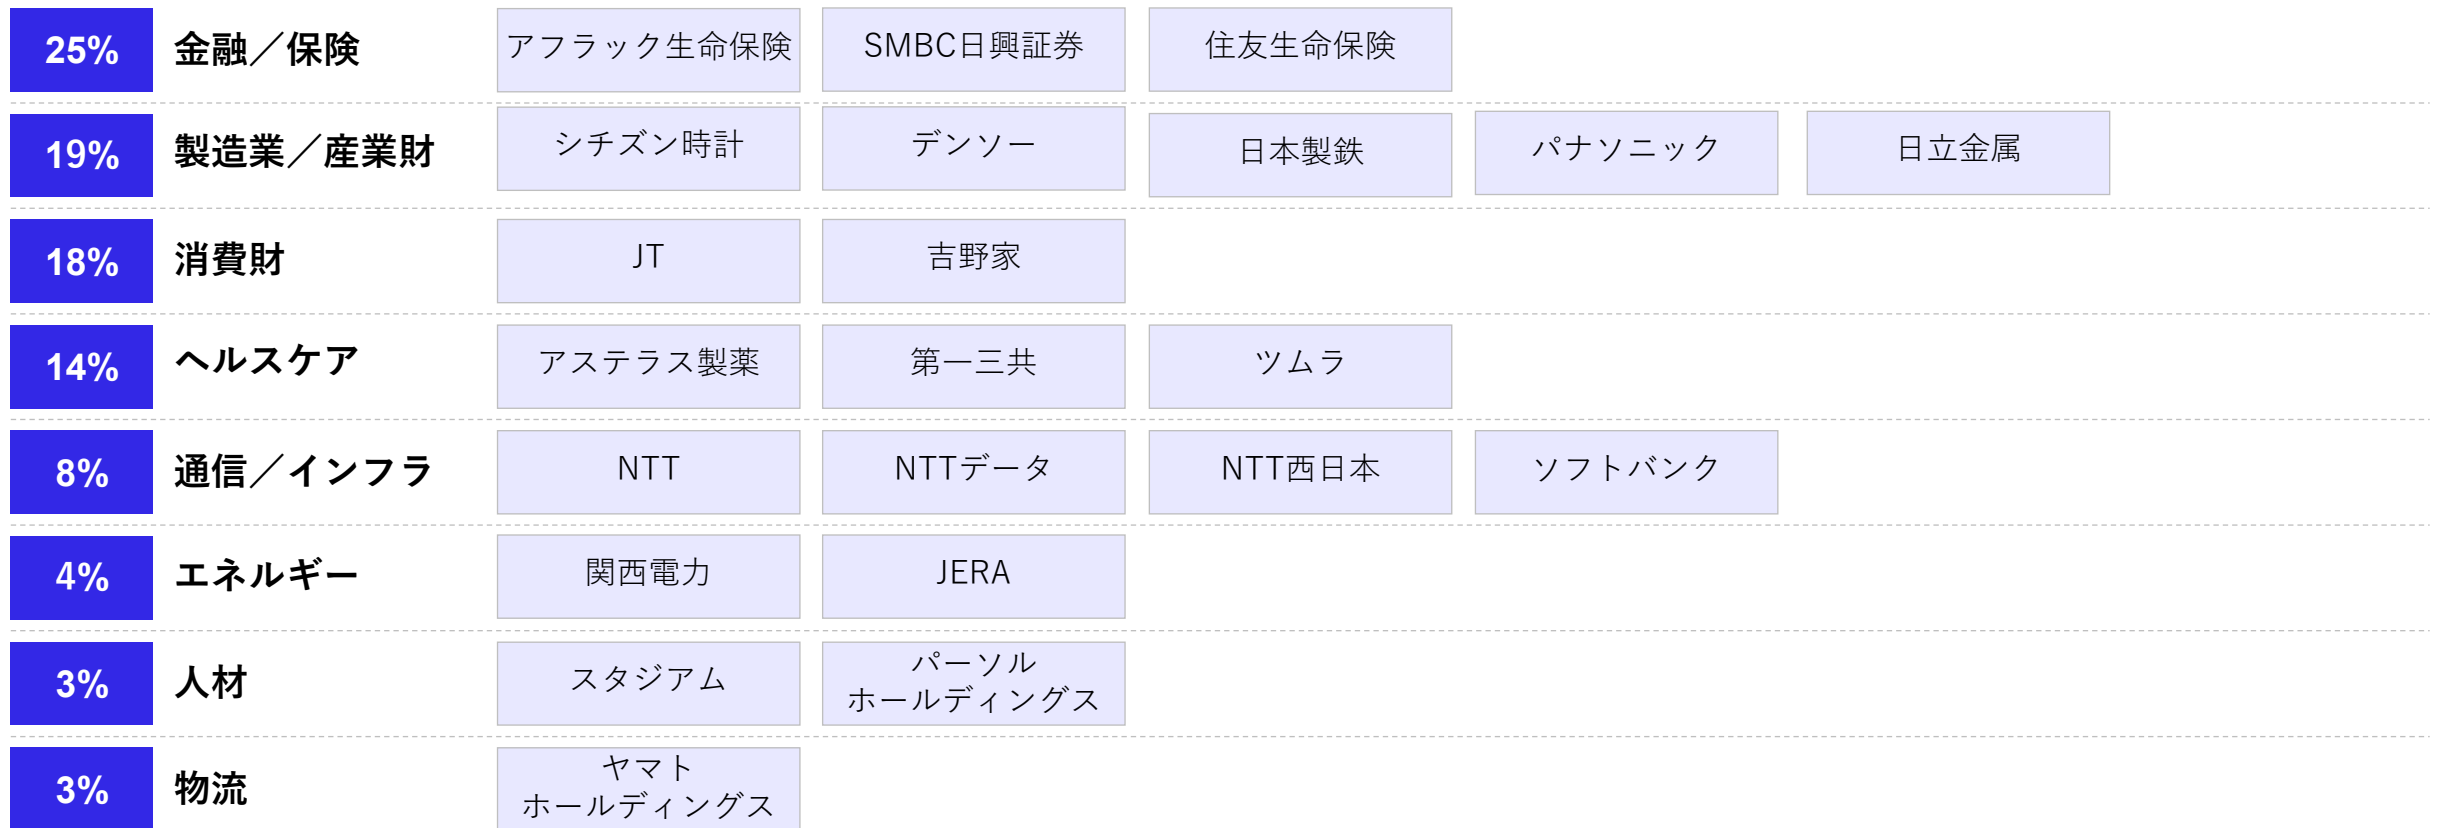 25% 金融／保険 アフラック生命保険 SMBC日興証券 住友生命保険
19% 製造業／産業財 シチズン時計 デンソー 日本製鉄 パナソニック 日立金属
18% 消費財 JT 吉野家
14% ヘルスケア アステラス製薬 第一三共 ツムラ
8% 通信／インフラ NTT NTTデータ NTT西日本 ソフトバンク
4% エネルギー 関西電力 JERA
3% 人材 スタジアム パーソル
ホールディングス
3% 物流 ヤマト
ホールディングス